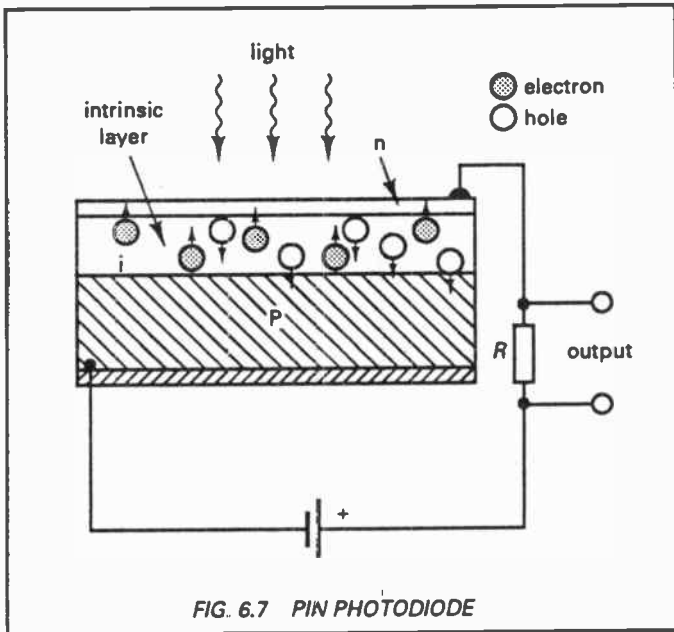 light
electron
hole
intrinsic
layer
n
i
P
R
output
+
FIG. 6.7 PIN PHOTODIODE